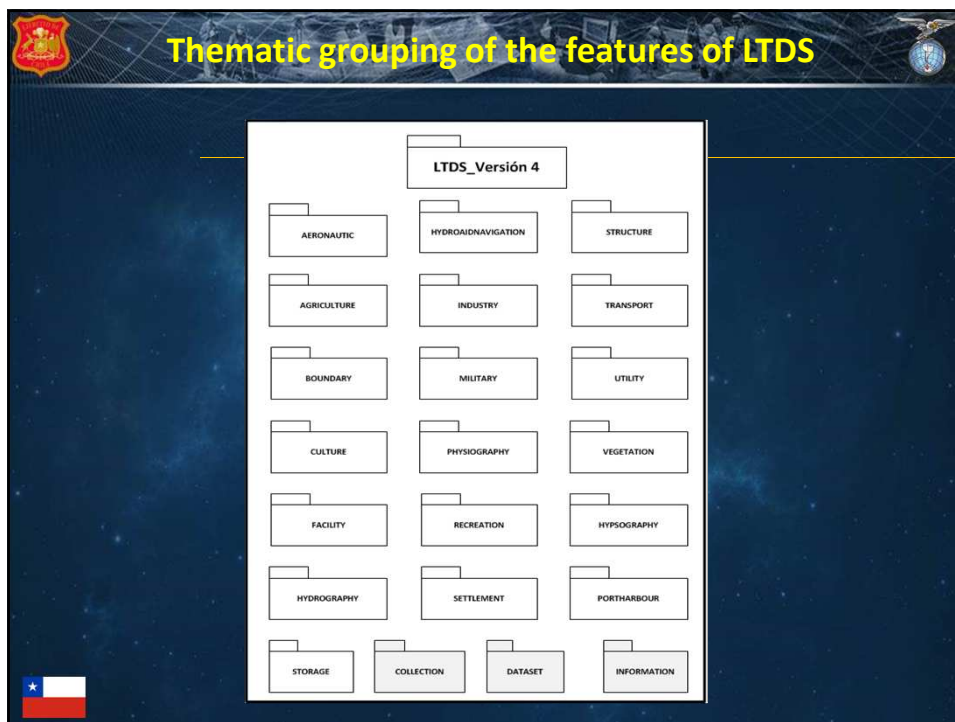 Thematic grouping of the features of LTDS
LTDS_Versión 4
AERONAUTIC
HYDROAIDNAVIGATION
STRUCTURE
AGRICULTURE
INDUSTRY
TRANSPORT
BOUNDARY
MILITARY
UTILITY
CULTURE
PHYSIOGRAPHY
VEGETATION
FACILITY
RECREATION
HYPSOGRAPHY
HYDROGRAPHY
SETTLEMENT
PORTHARBOUR
STORAGE
COLLECTION
DATASET
INFORMATION